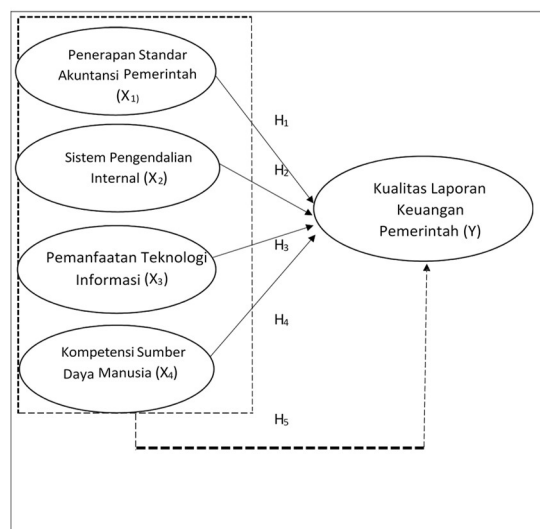 Penerapan Standar
Akuntansi Pemerintah
(X₁)
Sistem Pengendalian
Internal (X₂)
Pemanfaatan Teknologi
Informasi (X₃)
Kompetensi Sumber
Daya Manusia (X₄)
H₁
H₂
H₃
H₄
H₅
Kualitas Laporan
Keuangan
Pemerintah (Y)